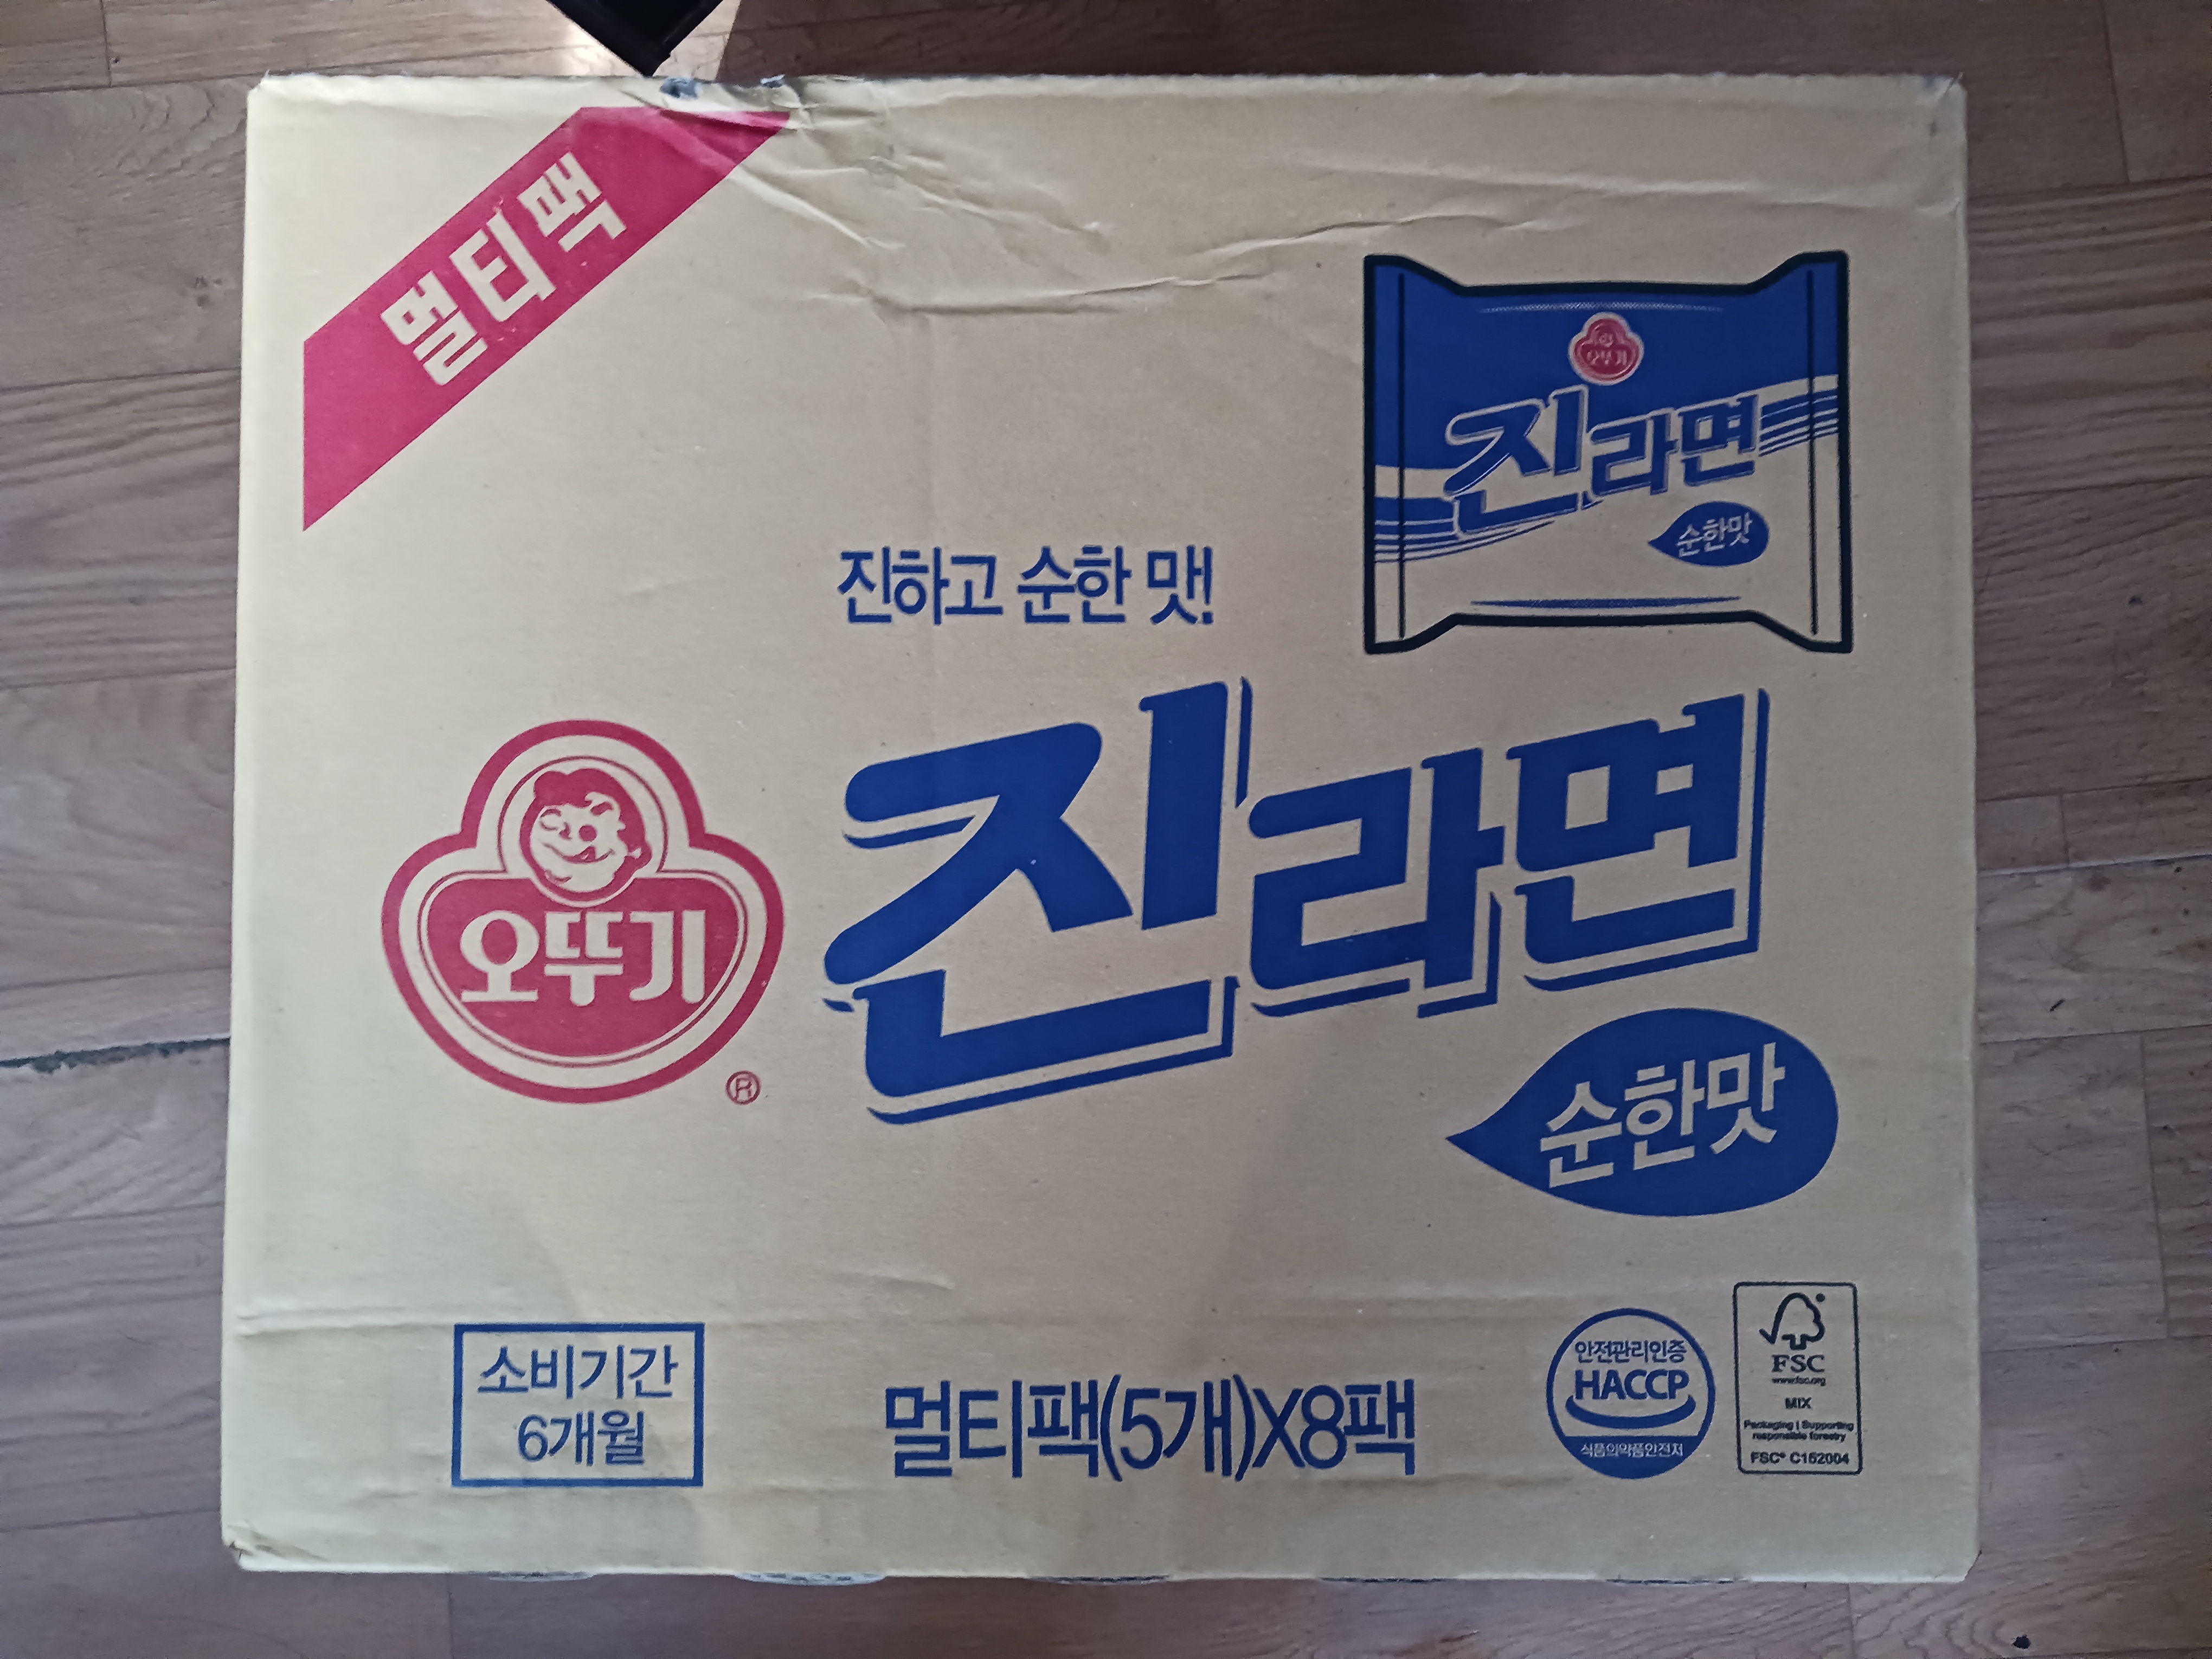 멀티팩
오뚜기
진라면
순한맛
진하고 순한 맛!
진라면
오뚜기
®
순한맛
소비기간
6개월
멀티팩(5개)X8팩
안전관리인증
HACCP
식품의약품안전처
FSC
www.fsc.org
MIX
Packaging | Supporting
responsible forestry
FSC® C152004